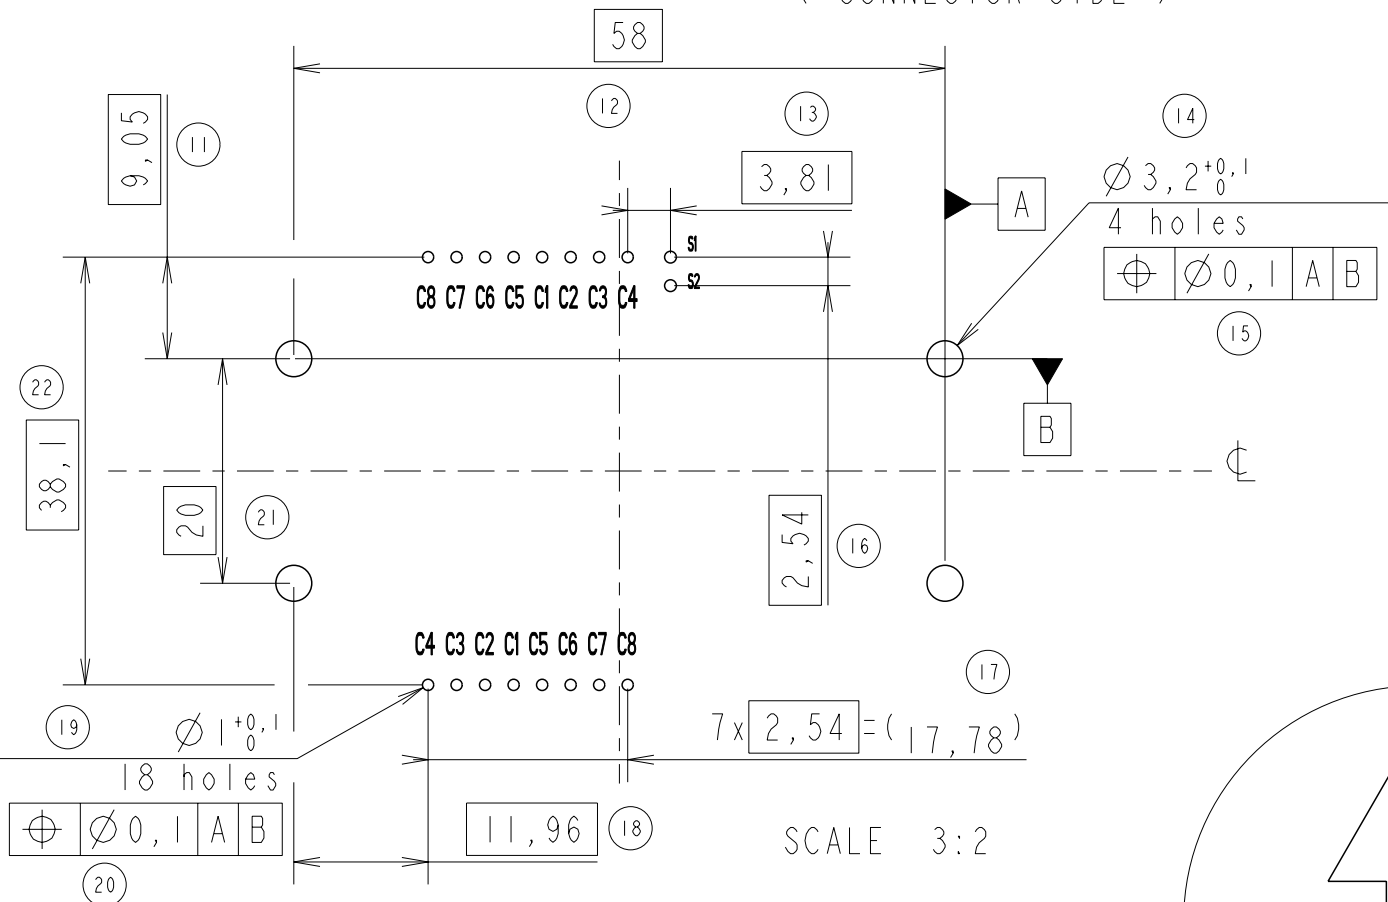 ( CONNECTOR SIDE )
58
12
13
14
9,05
11
3,81
Ø 3,2 +0,1 0
A
4 holes
S1
Ø 0,1 A B
S2
C8 C7 C6 C5 C1 C2 C3 C4
15
22
B
38,1
℄
20
21
2,54
16
C4 C3 C2 C1 C5 C6 C7 C8
17
19
Ø 1 +0,1 0
7x 2,54 =( 17,78 )
18 holes
Ø 0,1 A B
11,96
18
SCALE 3:2
20